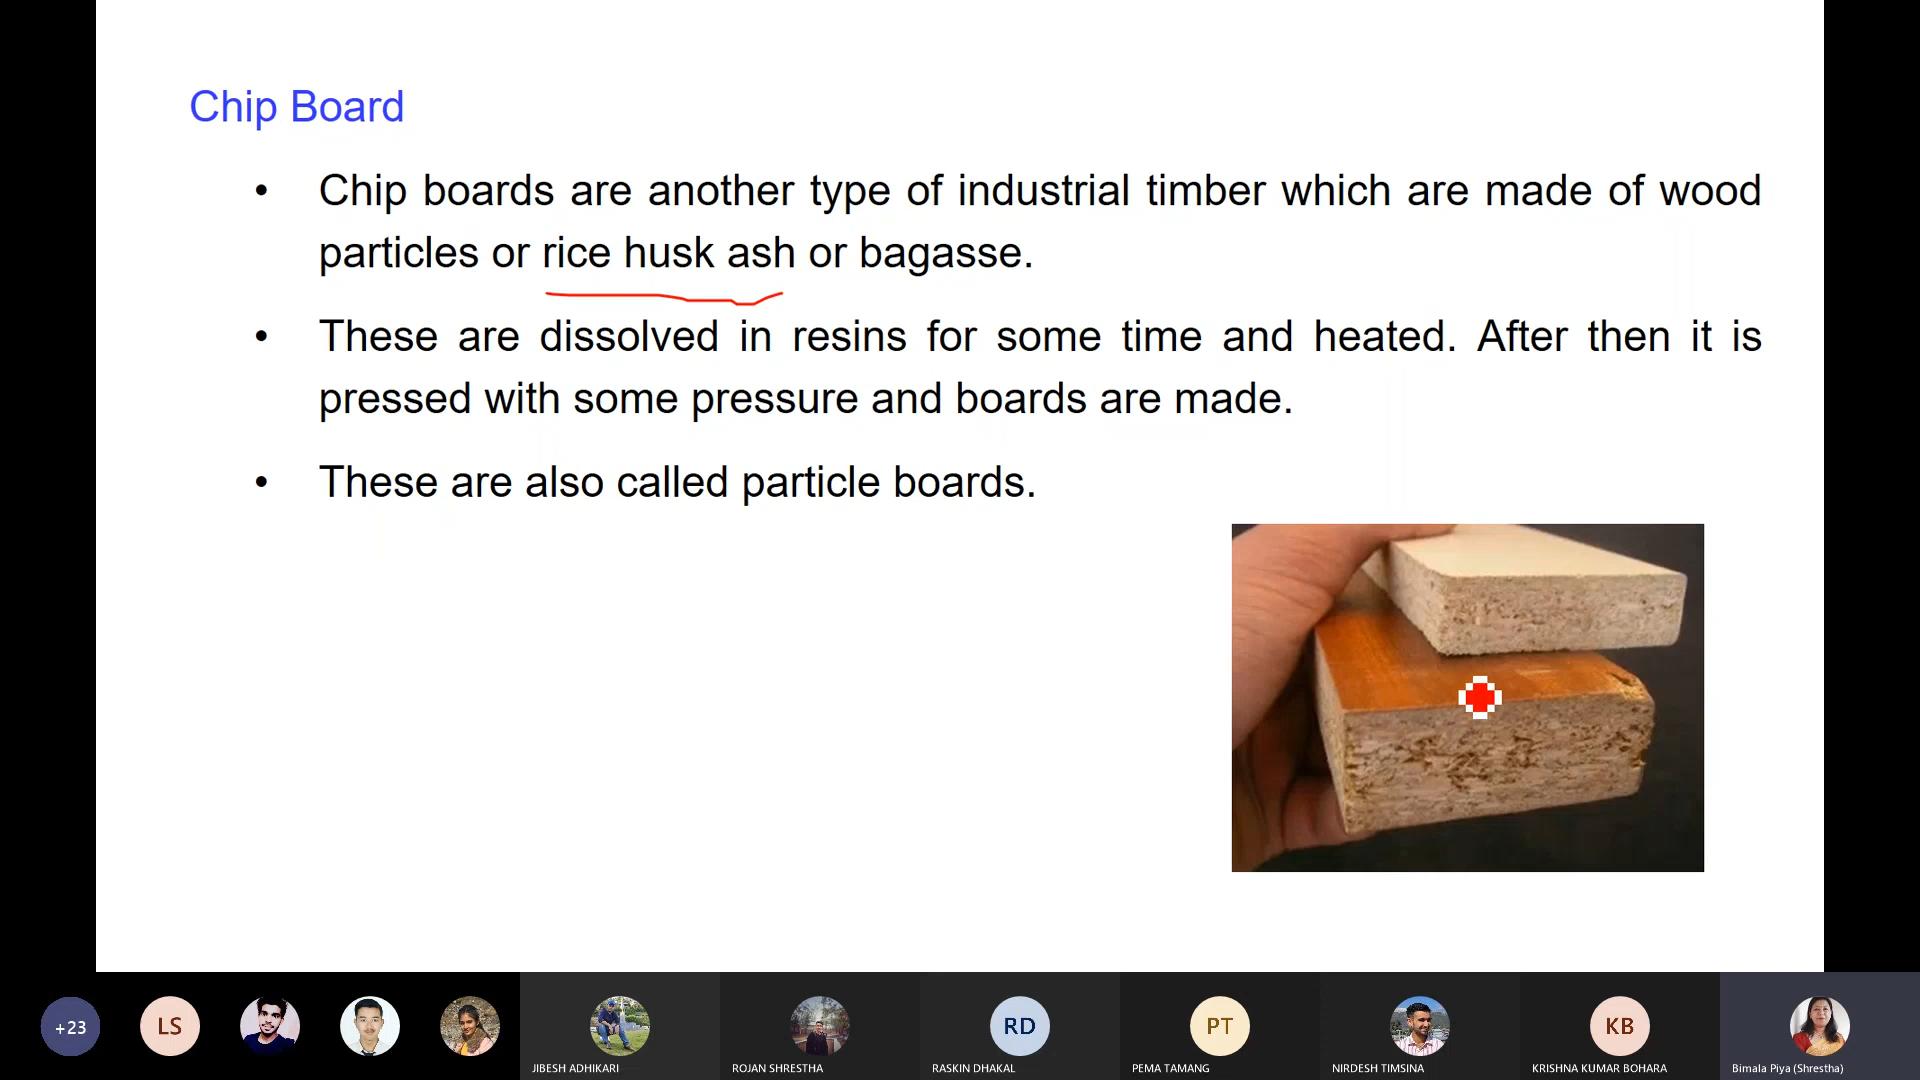 Chip Board
• Chip boards are another type of industrial timber which are made of wood
particles or rice husk ash or bagasse.
• These are dissolved in resins for some time and heated. After then it is
pressed with some pressure and boards are made.
• These are also called particle boards.
+23
LS
RD
PT
KB
JIBESH ADHIKARI
ROJAN SHRESTHA
RASKIN DHAKAL
PEMA TAMANG
NIRDESH TIMSINA
KRISHNA KUMAR BOHARA
Bimala Piya (Shrestha)